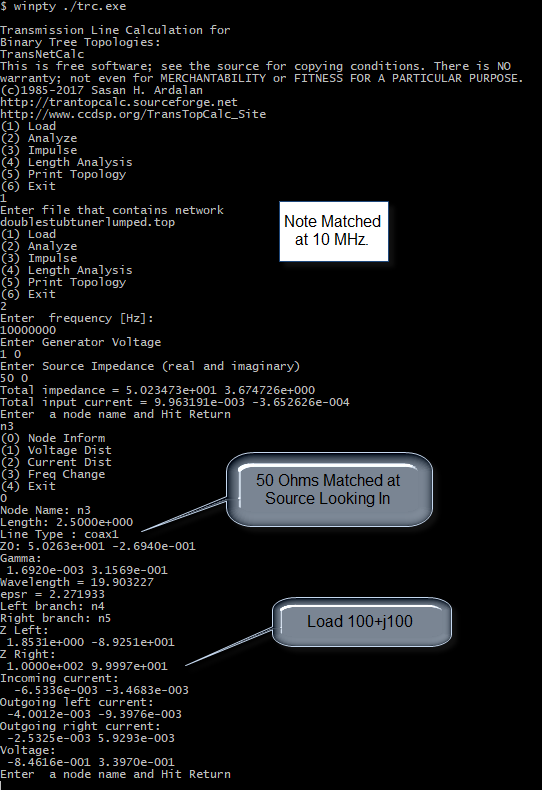 $ winpty ./trc.exe
Transmission Line Calculation for
Binary Tree Topologies:
TransNetCalc
This is free software; see the source for copying conditions. There is NO
warranty; not even for MERCHANTABILITY or FITNESS FOR A PARTICULAR PURPOSE.
(c)1985-2017 Sasan H. Ardalan
http://trantopcalc.sourceforge.net
http://www.ccdsp.org/TransTopCalc_Site
(1) Load
(2) Analyze
(3) Impulse
(4) Length Analysis
(5) Print Topology
(6) Exit
1
Enter file that contains network
doublestubtunerlumped.top
(1) Load
(2) Analyze
(3) Impulse
(4) Length Analysis
(5) Print Topology
(6) Exit
2
Note Matched
at 10 MHz.
Enter  frequency [Hz]:
10000000
Enter Generator Voltage
1 0
Enter Source Impedance (real and imaginary)
50 0
Total impedance = 5.023473e+001 3.674726e+000
Total input current = 9.963191e-003 -3.652626e-004
Enter  a node name and Hit Return
n3
(0) Node Inform
(1) Voltage Dist
(2) Current Dist
(3) Freq Change
(4) Exit
0
50 Ohms Matched at
Source Looking In
Node Name: n3
Length: 2.5000e+000
Line Type : coax1
Z0: 5.0263e+001 -2.6940e-001
Gamma:
1.6920e-003 3.1569e-001
Wavelength = 19.903227
epsr = 2.271933
Left branch: n4
Right branch: n5
Z Left:
1.8531e+000 -8.9251e+001
Z Right:
1.0000e+002 9.9997e+001
Load 100+j100
Incoming current:
-6.5336e-003 -3.4683e-003
Outgoing left current:
-4.0012e-003 -9.3976e-003
Outgoing right current:
-2.5325e-003 5.9293e-003
Voltage:
-8.4616e-001 3.3970e-001
Enter  a node name and Hit Return